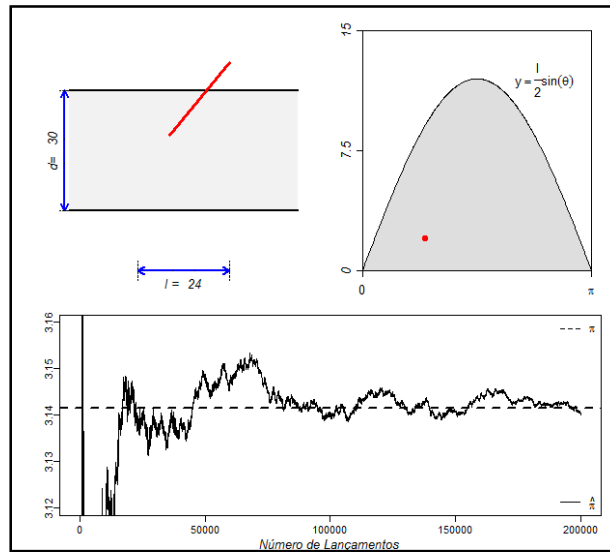 d= 30
l = 24
15
7.5
0
y = l/2 sin(θ)
0
π
3.16
3.15
3.14
3.13
3.12
π
π̂
0
50000
100000
150000
200000
Número de Lançamentos